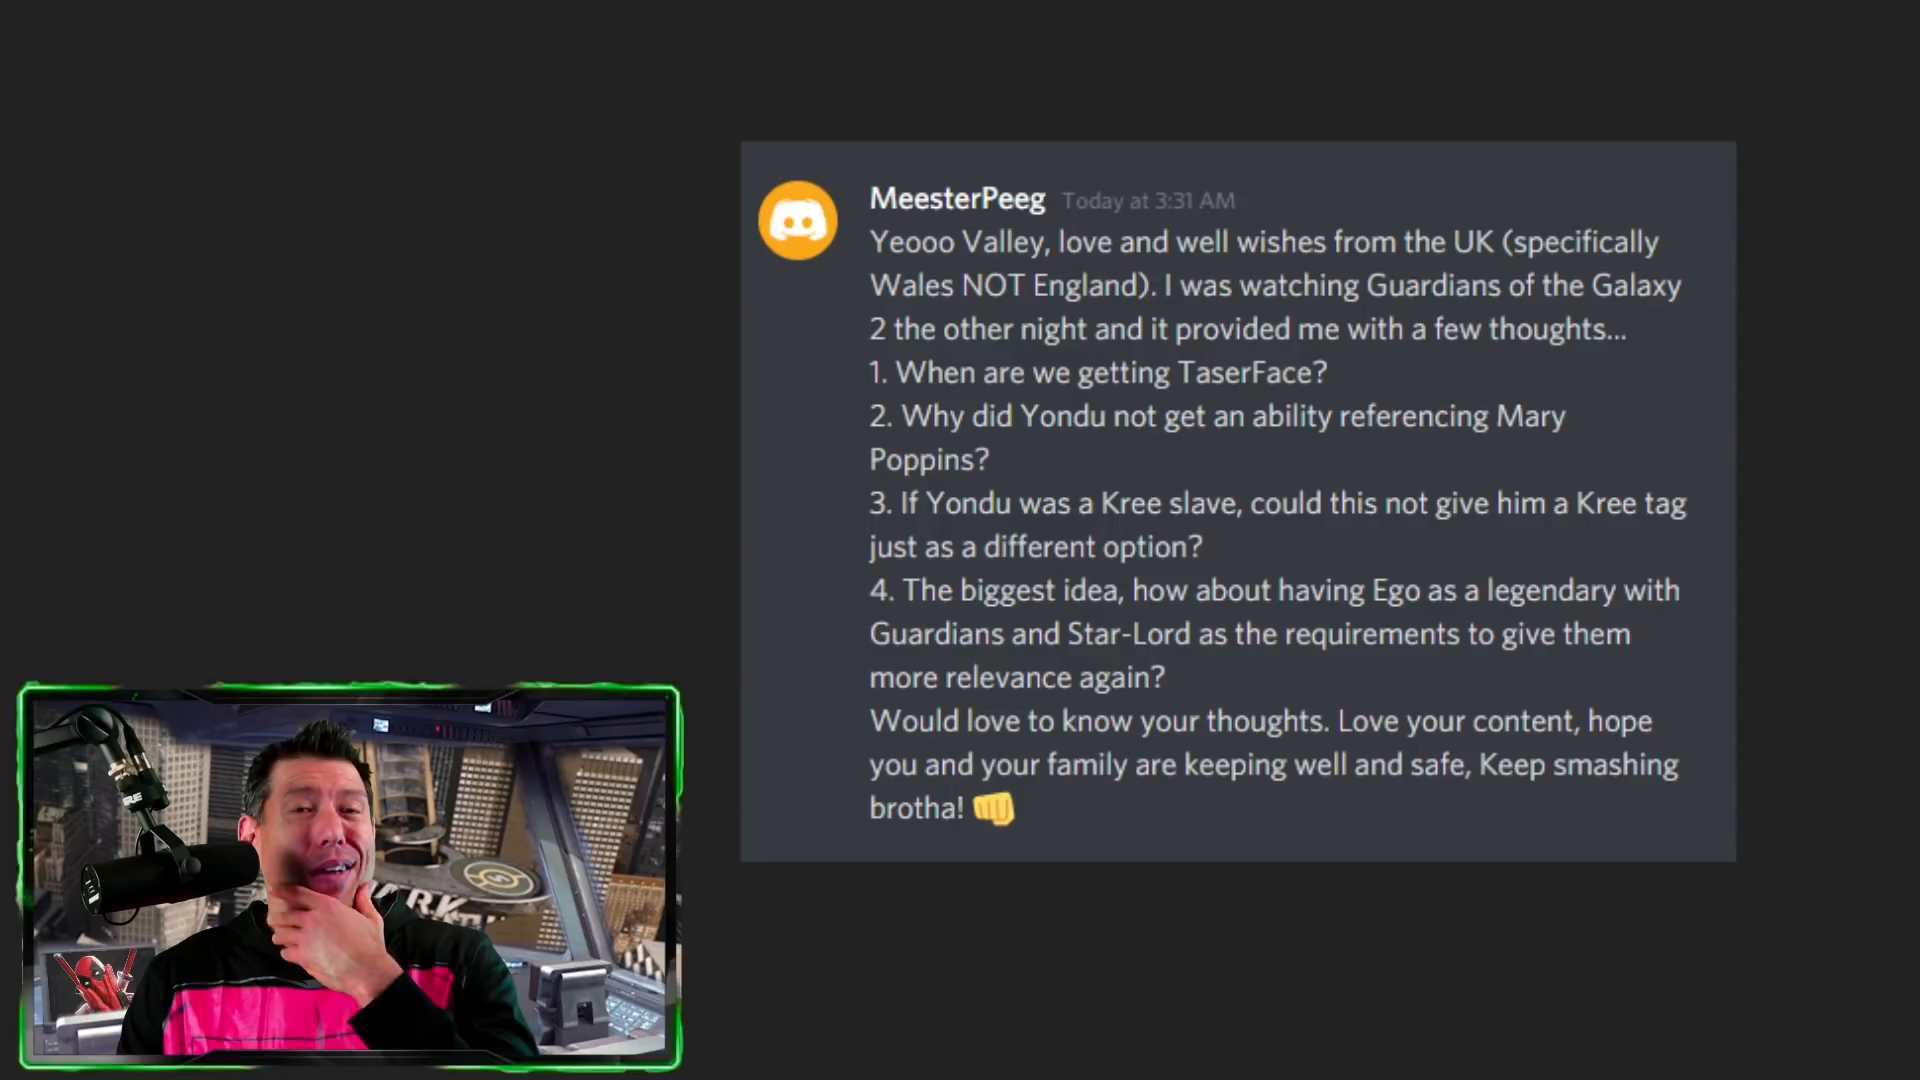 MeesterPeeg Today at 3:31 AM
Yeooo Valley, love and well wishes from the UK (specifically
Wales NOT England). I was watching Guardians of the Galaxy
2 the other night and it provided me with a few thoughts...
1. When are we getting TaserFace?
2. Why did Yondu not get an ability referencing Mary
Poppins?
3. If Yondu was a Kree slave, could this not give him a Kree tag
just as a different option?
4. The biggest idea, how about having Ego as a legendary with
Guardians and Star-Lord as the requirements to give them
more relevance again?
Would love to know your thoughts. Love your content, hope
you and your family are keeping well and safe, Keep smashing
brotha! 👊